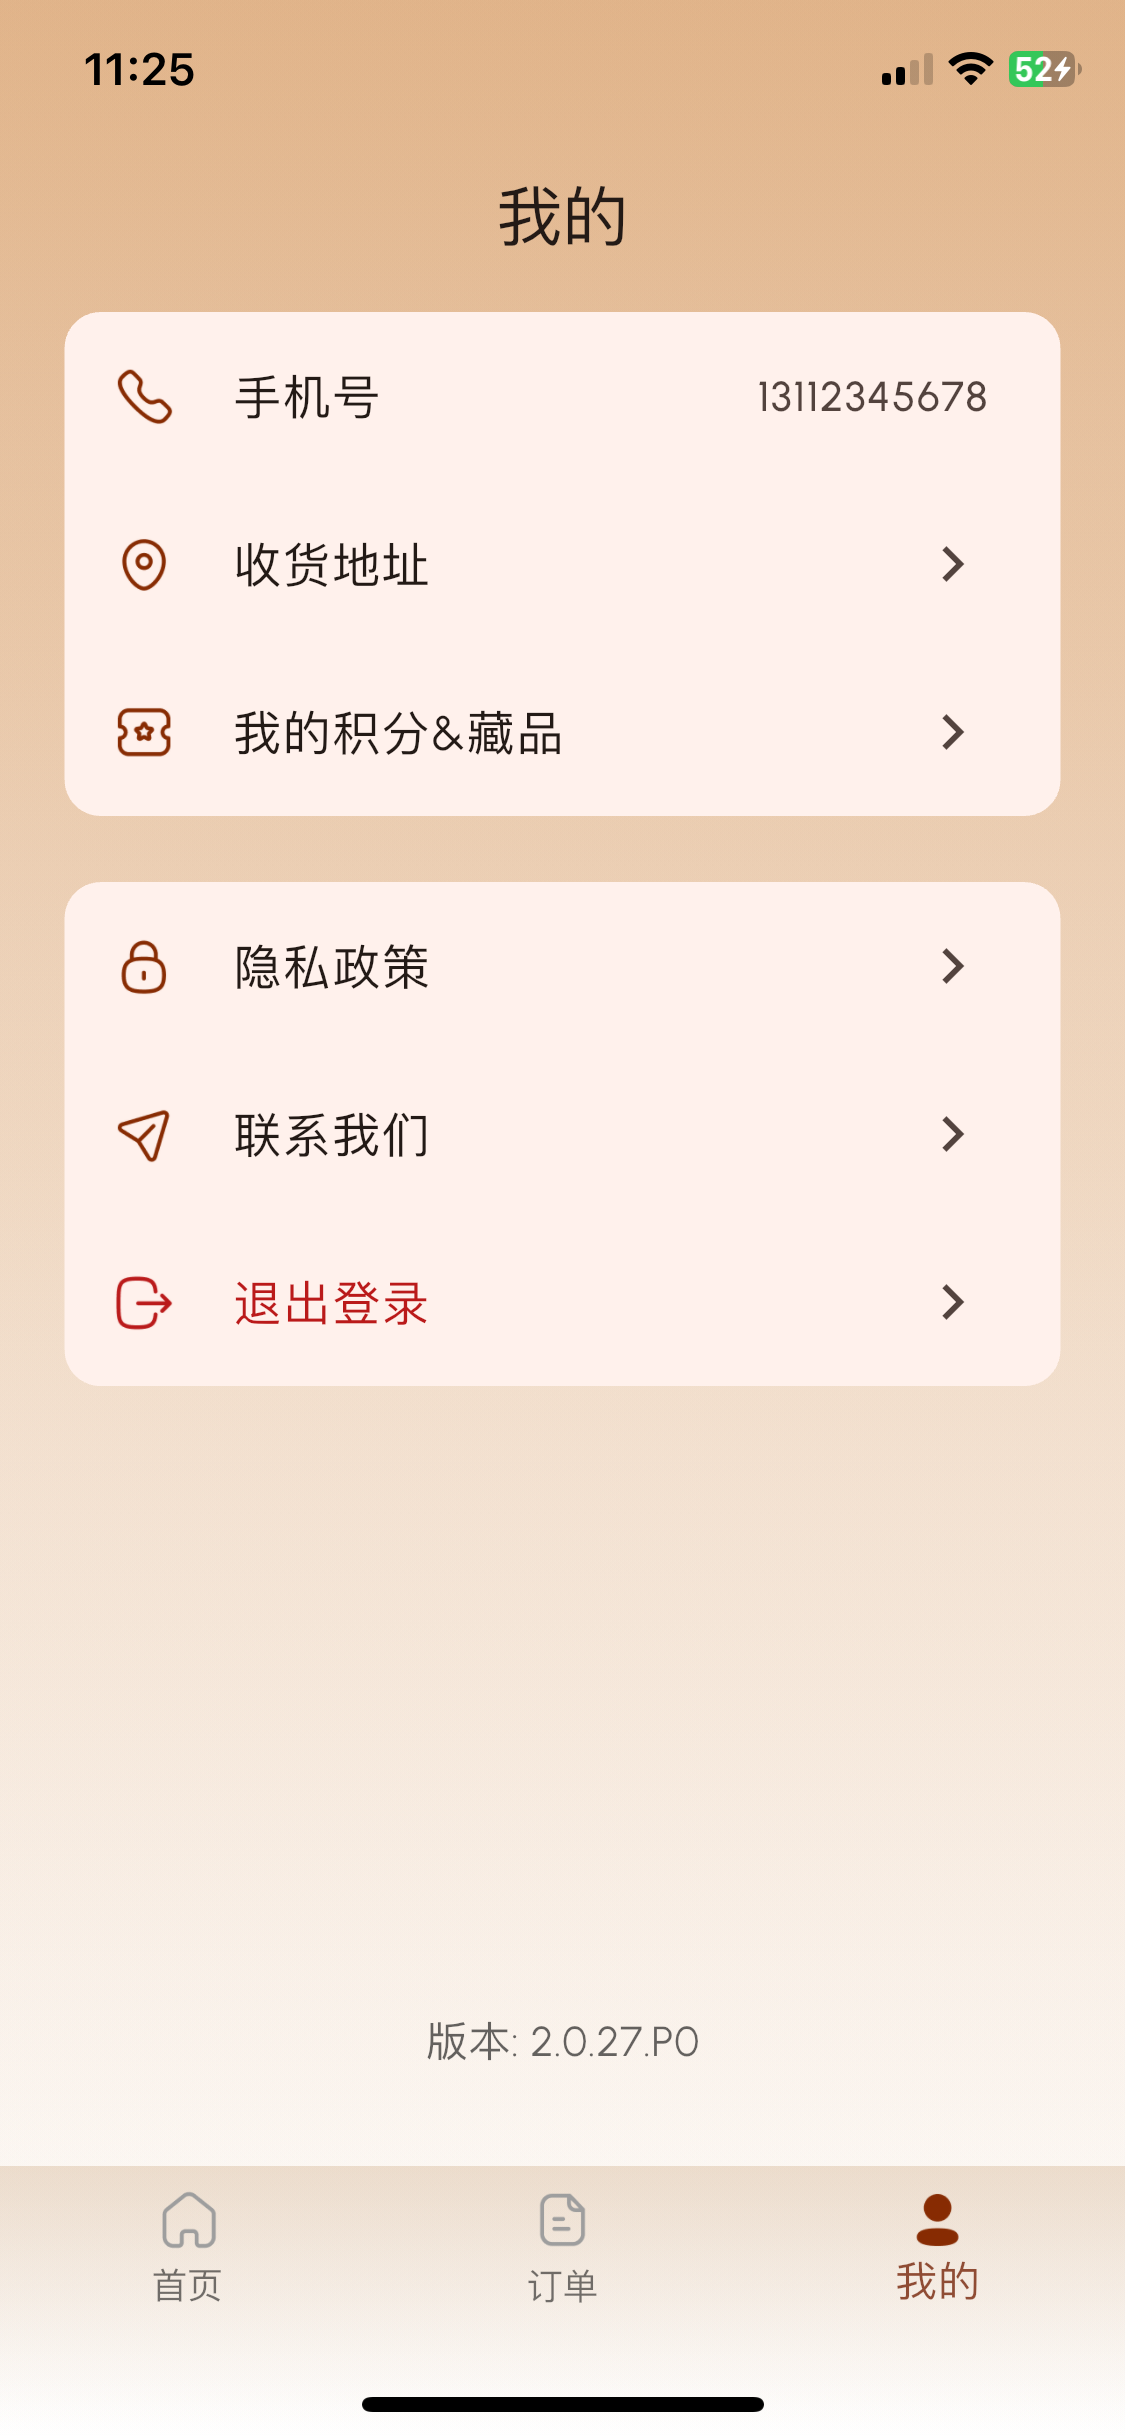 11:25
52
我的
手机号 13112345678
收货地址
我的积分&藏品
隐私政策
联系我们
退出登录
版本: 2.0.27.P0
首页 订单 我的